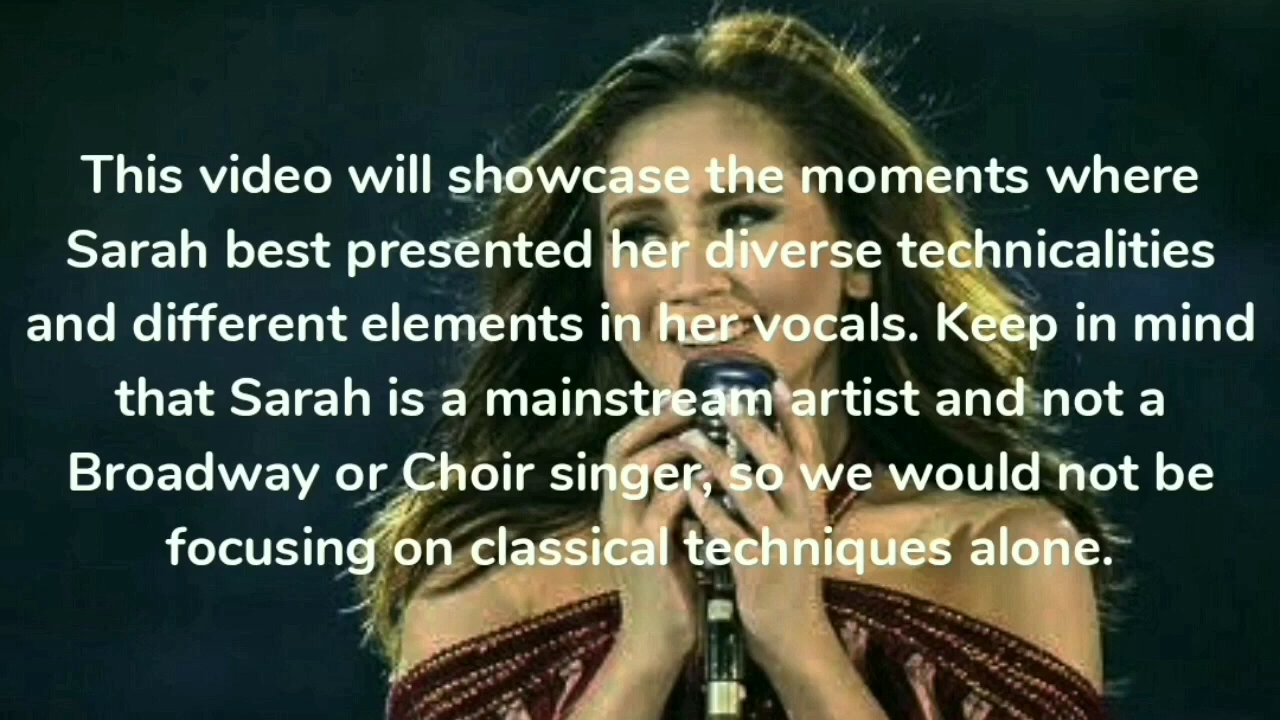 This video will showcase the moments where
Sarah best presented her diverse technicalities
and different elements in her vocals. Keep in mind
that Sarah is a mainstream artist and not a
Broadway or Choir singer, so we would not be
focusing on classical techniques alone.